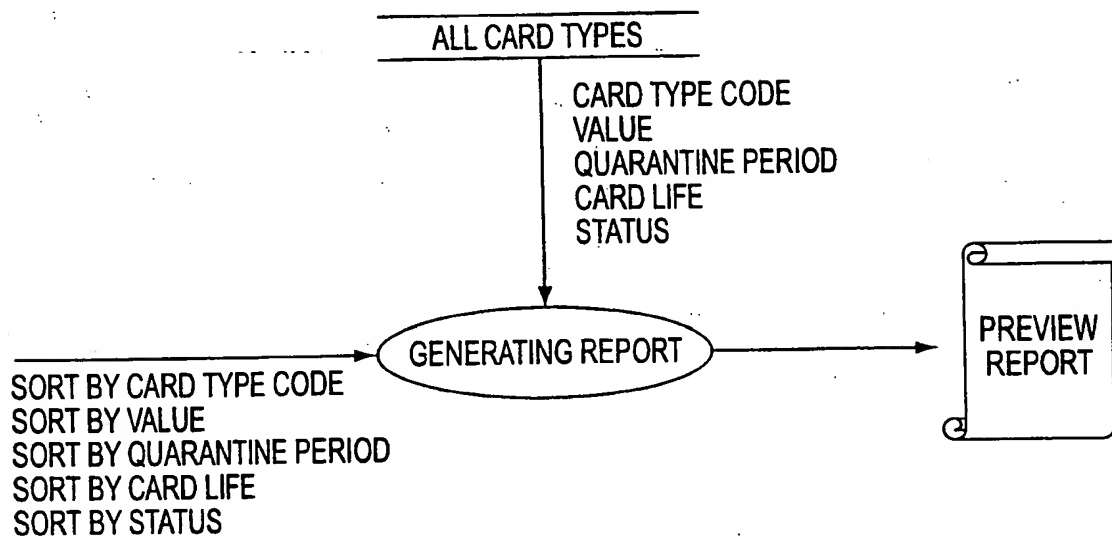 ALL CARD TYPES
CARD TYPE CODE
VALUE
QUARANTINE PERIOD
CARD LIFE
STATUS
GENERATING REPORT
PREVIEW
REPORT
SORT BY CARD TYPE CODE
SORT BY VALUE
SORT BY QUARANTINE PERIOD
SORT BY CARD LIFE
SORT BY STATUS